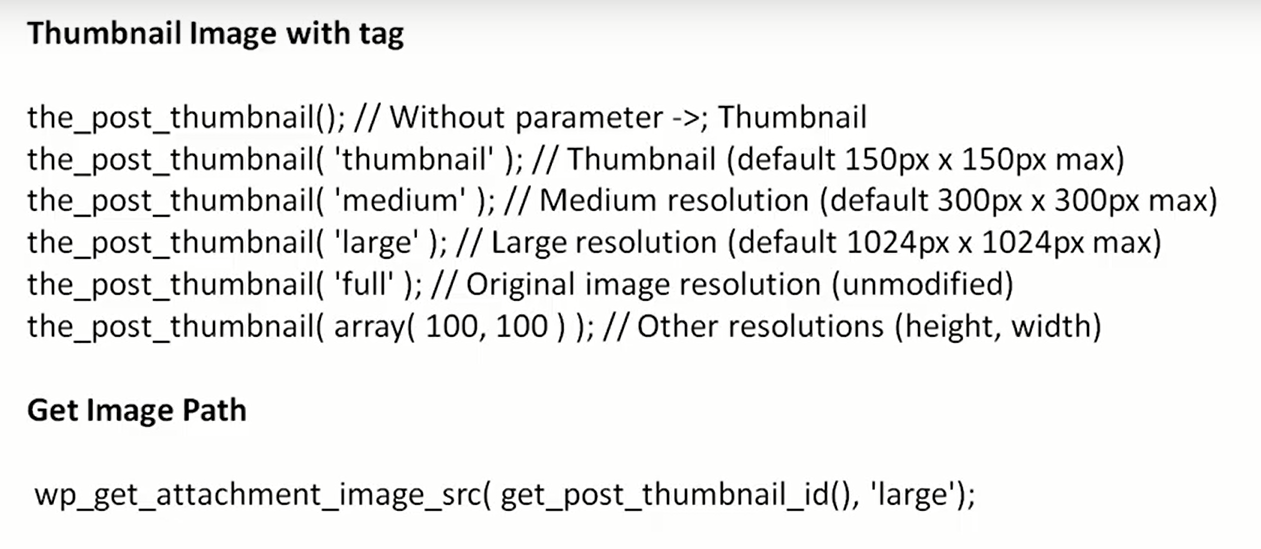 Thumbnail Image with tag
the_post_thumbnail(); // Without parameter ->; Thumbnail
the_post_thumbnail( 'thumbnail' ); // Thumbnail (default 150px x 150px max)
the_post_thumbnail( 'medium' ); // Medium resolution (default 300px x 300px max)
the_post_thumbnail( 'large' ); // Large resolution (default 1024px x 1024px max)
the_post_thumbnail( 'full' ); // Original image resolution (unmodified)
the_post_thumbnail( array( 100, 100 ) ); // Other resolutions (height, width)
Get Image Path
wp_get_attachment_image_src( get_post_thumbnail_id(), 'large');